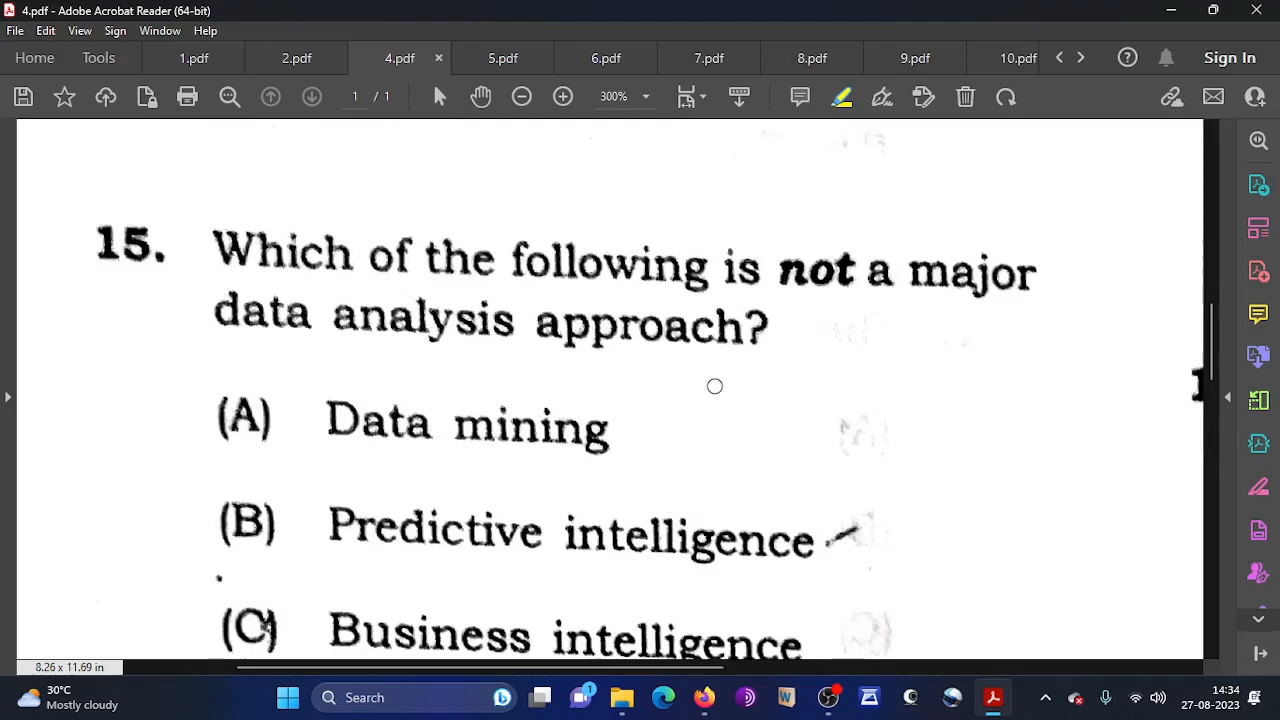 4.pdf - Adobe Acrobat Reader (64-bit)
File Edit View Sign Window Help
Home Tools 1.pdf 2.pdf 4.pdf × 5.pdf 6.pdf 7.pdf 8.pdf 9.pdf 10.pdf Sign In
1 / 1 300%
15. Which of the following is not a major
data analysis approach?
(A) Data mining
(B) Predictive intelligence
(C) Business intelligence
8.26 x 11.69 in
30°C
Mostly cloudy
Search
1
14:34
27-08-2023